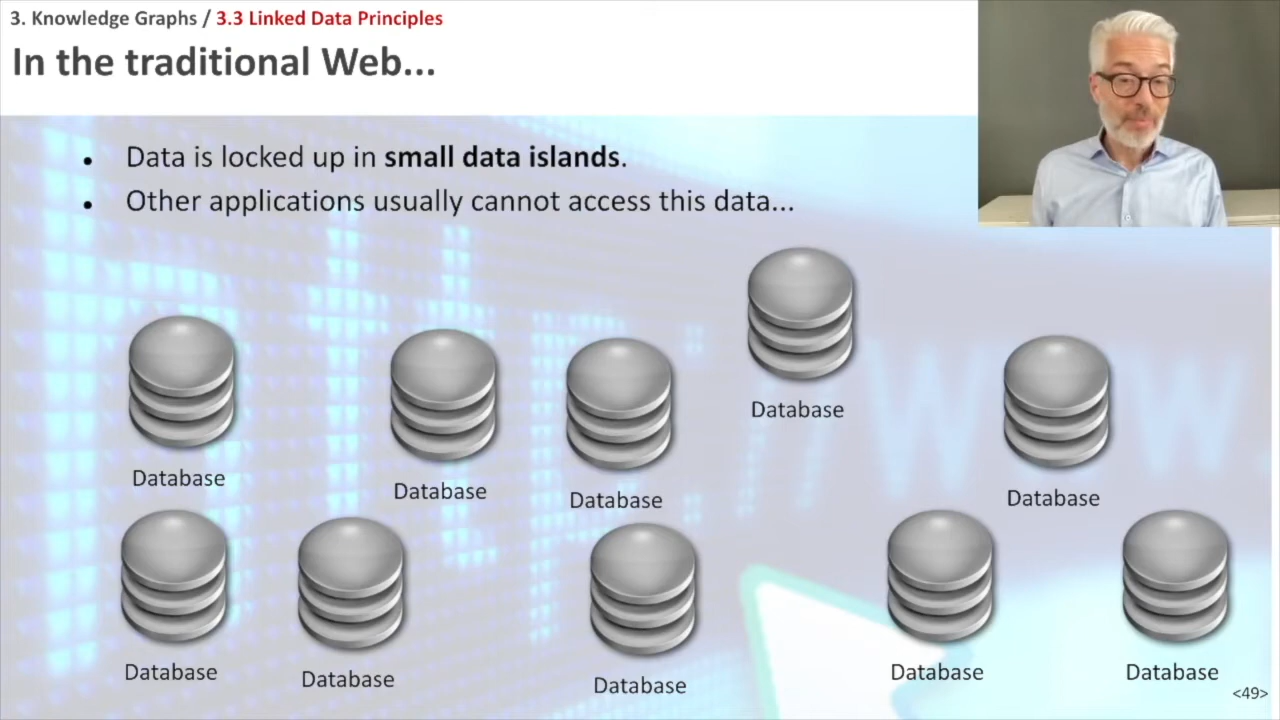 3. Knowledge Graphs / 3.3 Linked Data Principles
In the traditional Web...
• Data is locked up in small data islands.
• Other applications usually cannot access this data...
Database
Database
Database
Database
Database
Database
Database
Database
Database
Database
<49>
http://www.